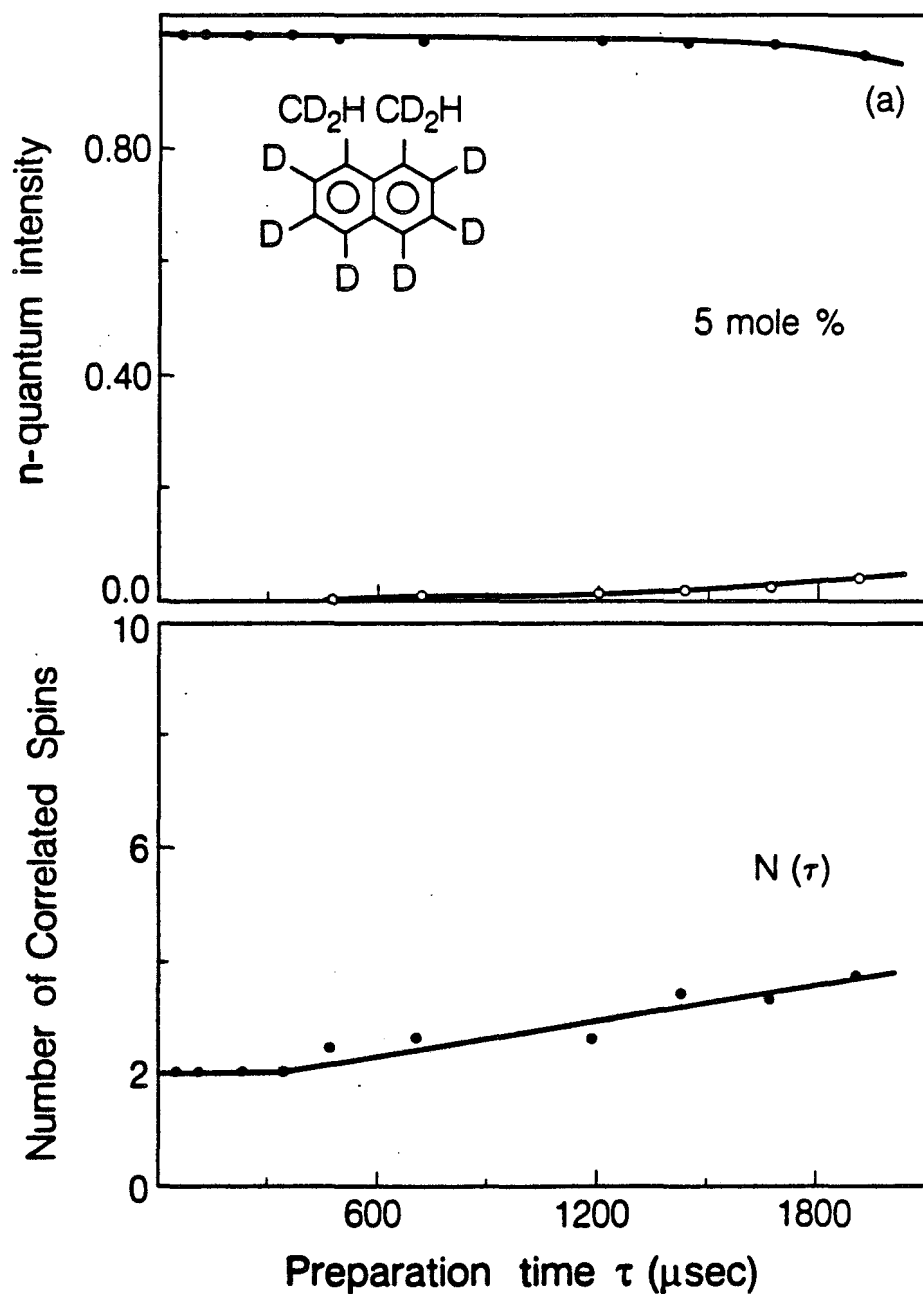 n-quantum intensity
0.80
0.40
0.0
(a)
CD₂H CD₂H
D
D
D
D
D
D
5 mole %
Number of Correlated Spins
10
6
2
0
N (τ)
600
1200
1800
Preparation time τ (μsec)